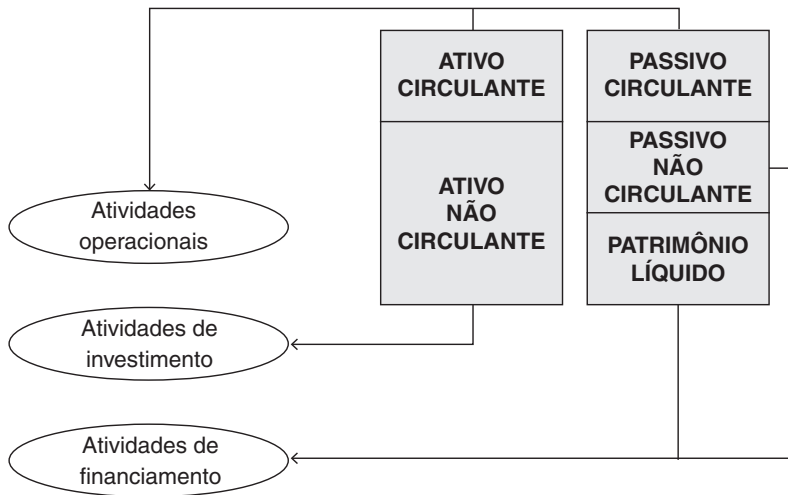 ATIVO
CIRCULANTE
PASSIVO
CIRCULANTE
ATIVO
NÃO
CIRCULANTE
PASSIVO
NÃO
CIRCULANTE
PATRIMÔNIO
LÍQUIDO
Atividades
operacionais
Atividades de
investimento
Atividades de
financiamento